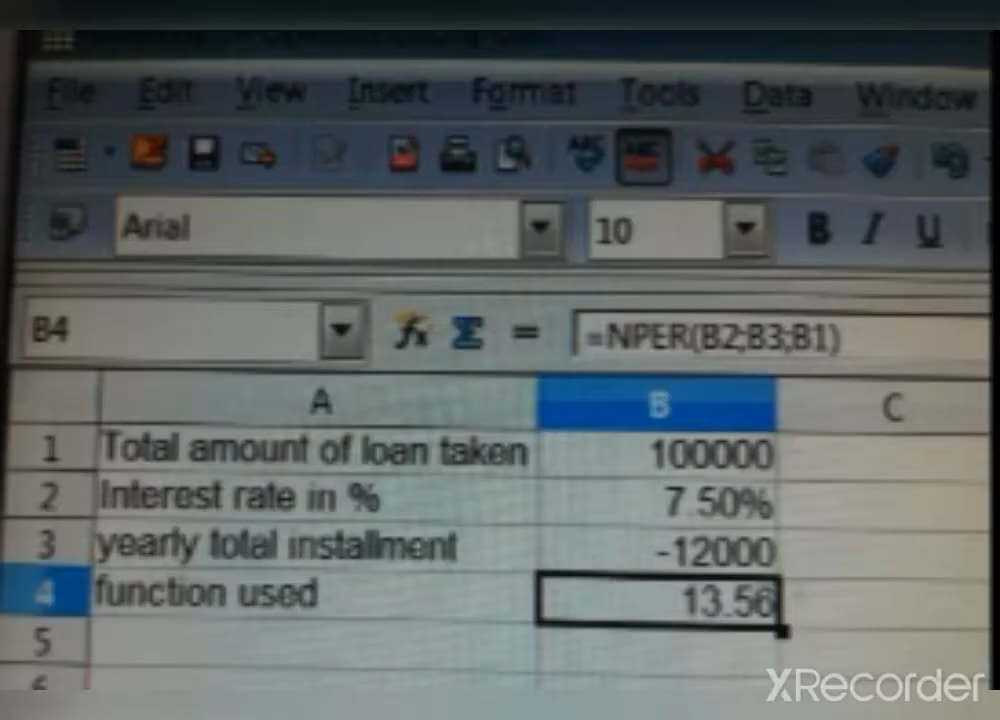 File Edit View Insert Format Tools Data Window
Arial 10 B I U
B4 fx Σ = =NPER(B2;B3;B1)
A B C
1 Total amount of loan taken 100000
2 Interest rate in % 7.50%
3 yearly total installment -12000
4 function used 13.56
5
6
XRecorder